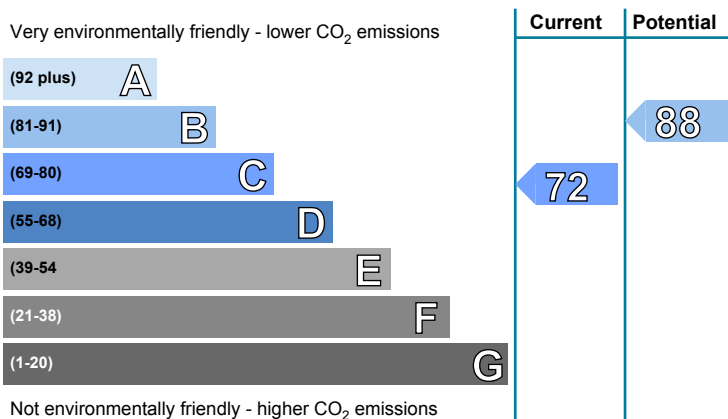 Current Potential
Very environmentally friendly - lower CO2 emissions
(92 plus) A
(81-91) B 88
(69-80) C 72
(55-68) D
(39-54 E
(21-38) F
(1-20) G
Not environmentally friendly - higher CO2 emissions